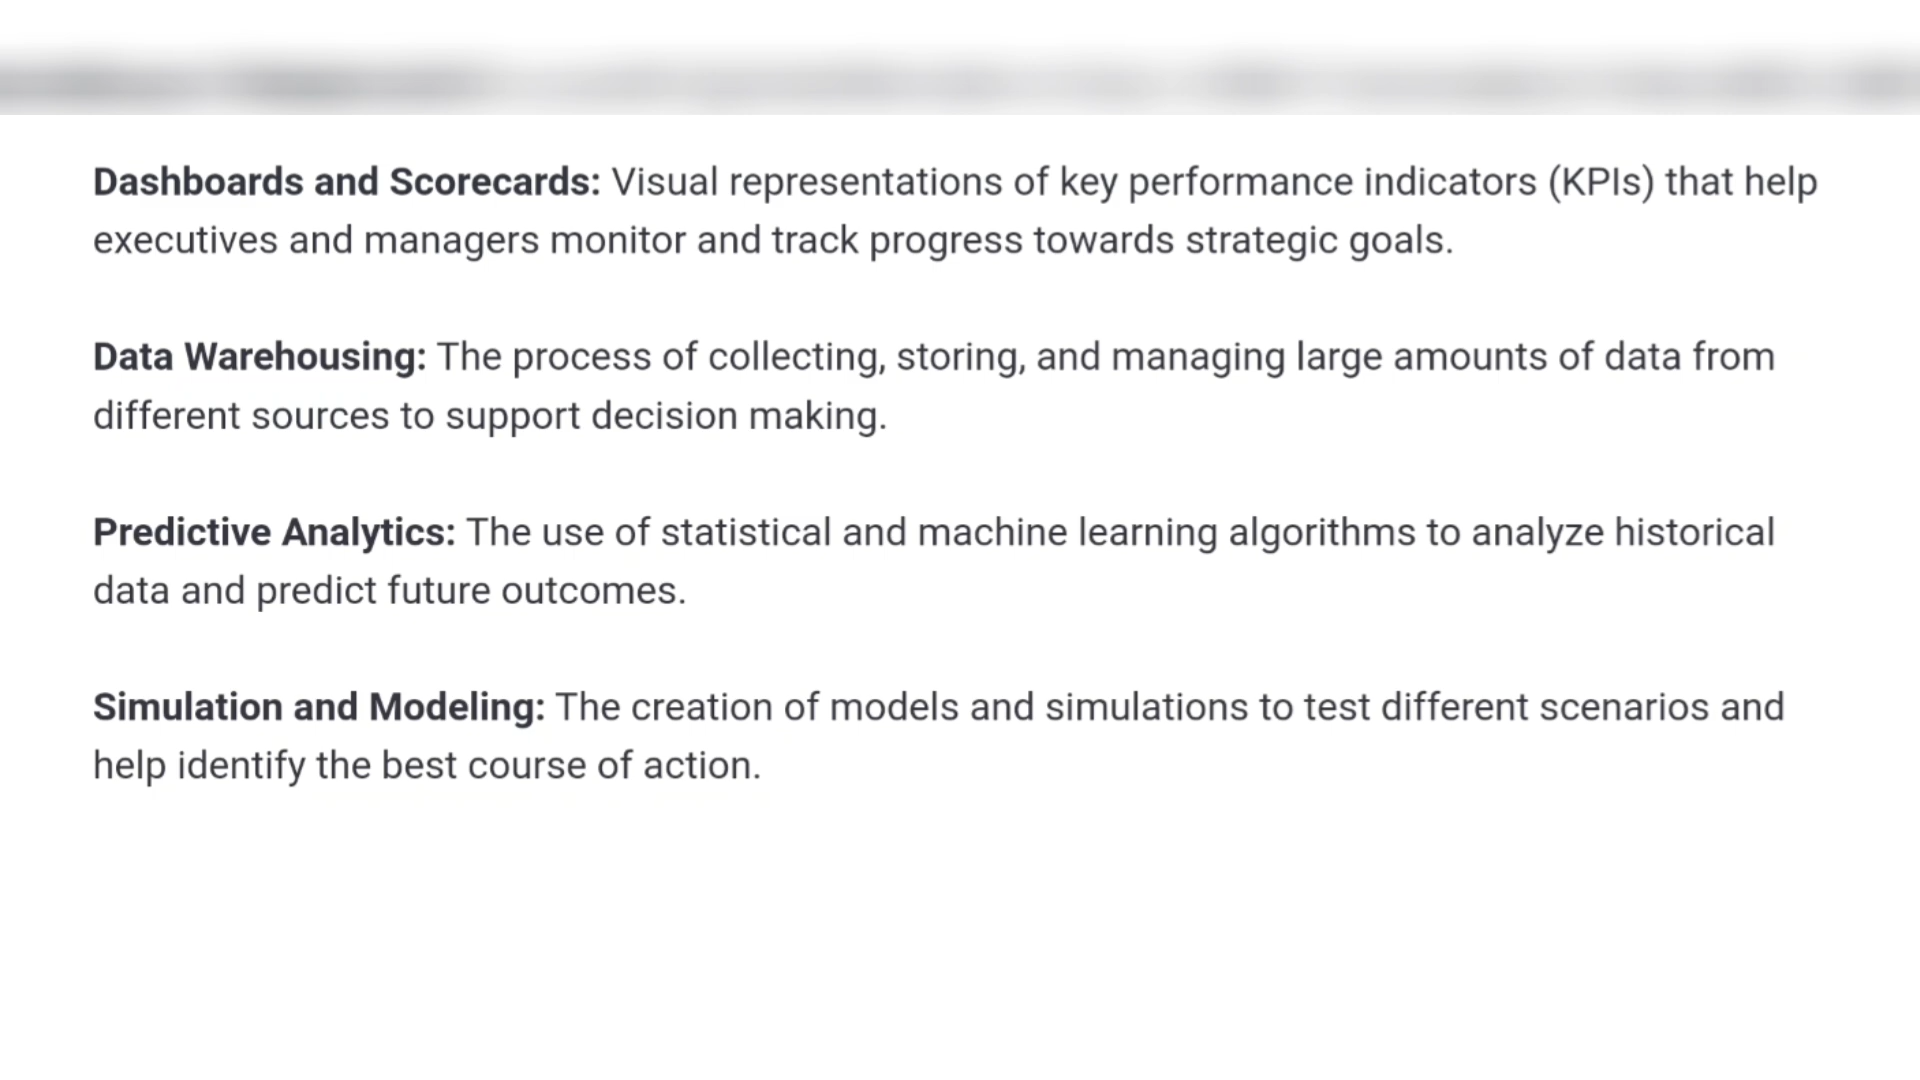 Dashboards and Scorecards: Visual representations of key performance indicators (KPIs) that help
executives and managers monitor and track progress towards strategic goals.
Data Warehousing: The process of collecting, storing, and managing large amounts of data from
different sources to support decision making.
Predictive Analytics: The use of statistical and machine learning algorithms to analyze historical
data and predict future outcomes.
Simulation and Modeling: The creation of models and simulations to test different scenarios and
help identify the best course of action.